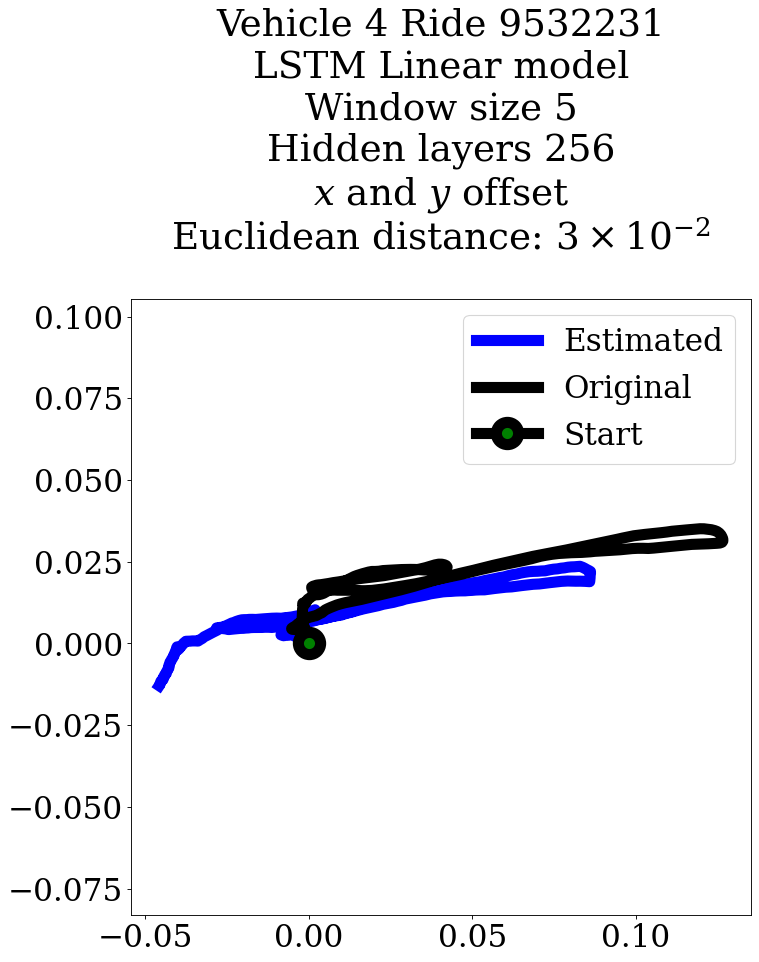 Vehicle 4 Ride 9532231
LSTM Linear model
Window size 5
Hidden layers 256
x and y offset
Euclidean distance: 3 × 10⁻²
Estimated
Original
Start
0.100
0.075
0.050
0.025
0.000
−0.025
−0.050
−0.075
−0.05 0.00 0.05 0.10